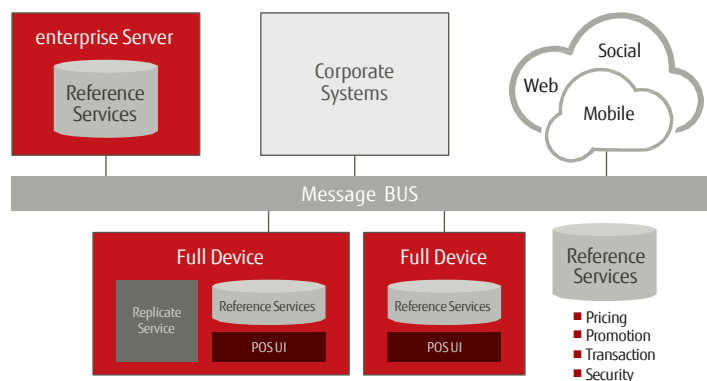 enterprise Server
Reference
Services
Corporate
Systems
Social
Web
Mobile
Message BUS
Full Device
Replicate
Service
Reference Services
POS UI
Full Device
Reference Services
POS UI
Reference
Services
Pricing
Promotion
Transaction
Security